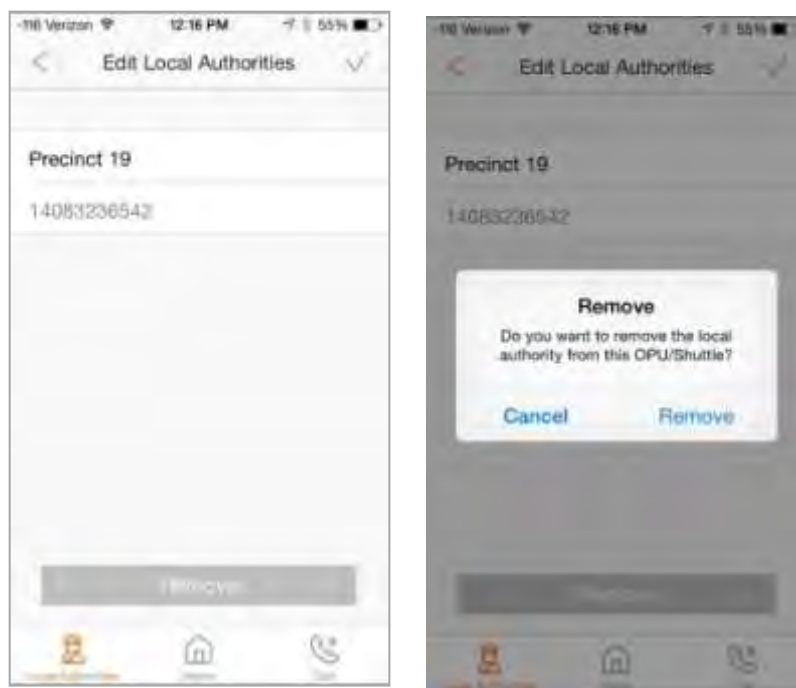 -116 Verizon 12:16 PM 55%
Edit Local Authorities
Precinct 19
14083236542
Remove
-116 Verizon 12:16 PM 55%
Edit Local Authorities
Precinct 19
14083236542
Remove
Do you want to remove the local
authority from this OPU/Shuttle?
Cancel Remove